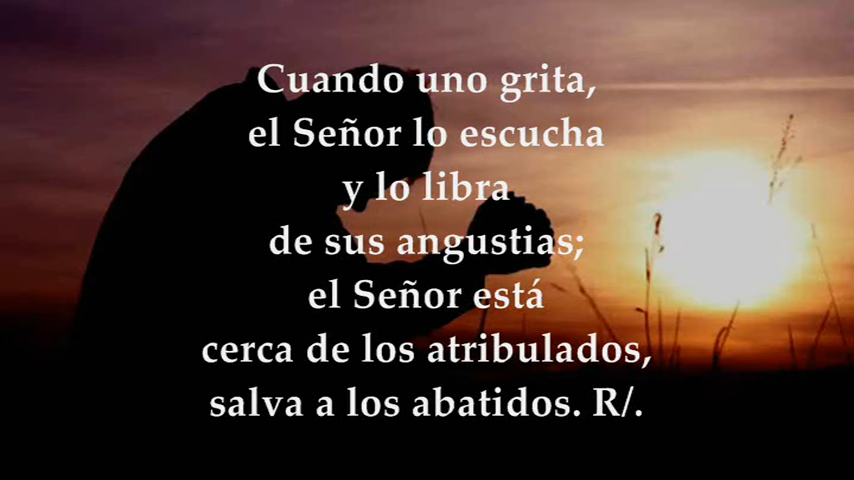 Cuando uno grita,
el Señor lo escucha
y lo libra
de sus angustias;
el Señor está
cerca de los atribulados,
salva a los abatidos. R/.